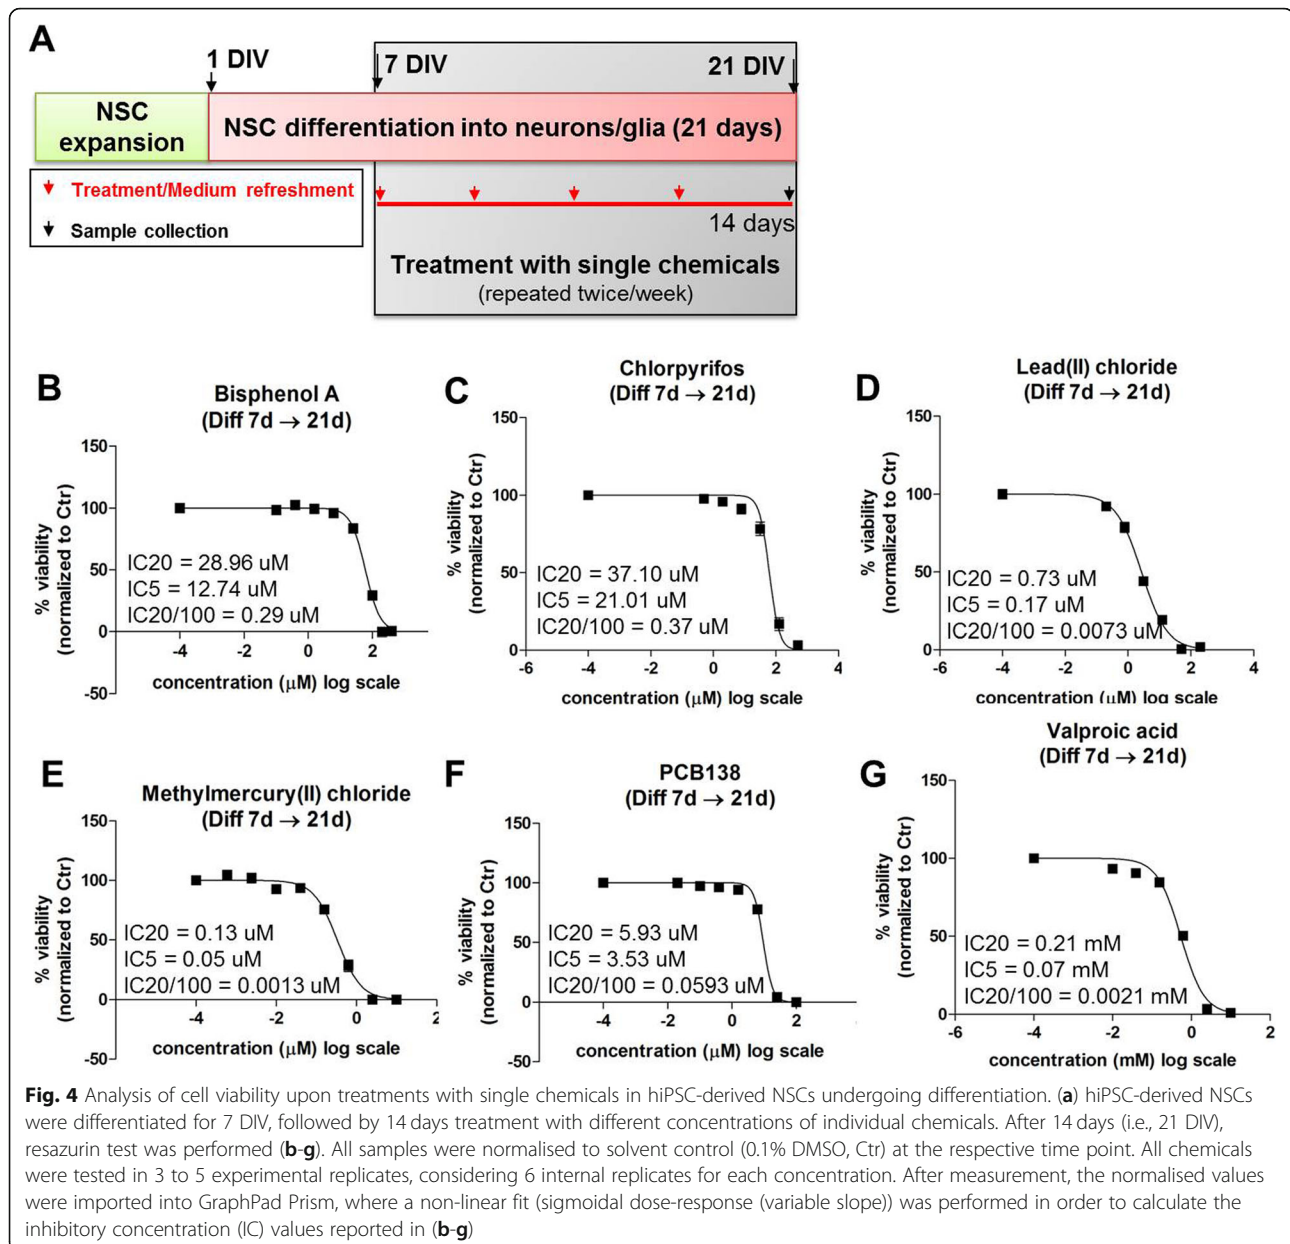 A
1 DIV
7 DIV
21 DIV
NSC
expansion
NSC differentiation into neurons/glia (21 days)
Treatment/Medium refreshment
Sample collection
14 days
Treatment with single chemicals
(repeated twice/week)
B
Bisphenol A
(Diff 7d → 21d)
% viability
(normalized to Ctr)
150
100
50
0
-50
-4
-2
0
2
IC20 = 28.96 uM
IC5 = 12.74 uM
IC20/100 = 0.29 uM
concentration (µM) log scale
C
Chlorpyrifos
(Diff 7d → 21d)
% viability
(normalized to Ctr)
150
100
50
0
-6
-4
-2
0
2
4
IC20 = 37.10 uM
IC5 = 21.01 uM
IC20/100 = 0.37 uM
concentration (µM) log scale
D
Lead(II) chloride
(Diff 7d → 21d)
% viability
(normalized to Ctr)
150
100
50
0
-6
-4
-2
0
2
4
IC20 = 0.73 uM
IC5 = 0.17 uM
IC20/100 = 0.0073 uM
concentration (µM) log scale
E
Methylmercury(II) chloride
(Diff 7d → 21d)
% viability
(normalized to Ctr)
150
100
50
0
-50
-4
-2
0
2
IC20 = 0.13 uM
IC5 = 0.05 uM
IC20/100 = 0.0013 uM
concentration (µM) log scale
F
PCB138
(Diff 7d → 21d)
% viability
(normalized to Ctr)
150
100
50
0
-50
-4
-2
0
2
IC20 = 5.93 uM
IC5 = 3.53 uM
IC20/100 = 0.0593 uM
concentration (µM) log scale
G
Valproic acid
(Diff 7d → 21d)
% viability
(normalized to Ctr)
150
100
50
0
-6
-4
-2
0
2
IC20 = 0.21 mM
IC5 = 0.07 mM
IC20/100 = 0.0021 mM
concentration (mM) log scale
Fig. 4 Analysis of cell viability upon treatments with single chemicals in hiPSC-derived NSCs undergoing differentiation. (a) hiPSC-derived NSCs
were differentiated for 7 DIV, followed by 14 days treatment with different concentrations of individual chemicals. After 14 days (i.e., 21 DIV),
resazurin test was performed (b-g). All samples were normalised to solvent control (0.1% DMSO, Ctr) at the respective time point. All chemicals
were tested in 3 to 5 experimental replicates, considering 6 internal replicates for each concentration. After measurement, the normalised values
were imported into GraphPad Prism, where a non-linear fit (sigmoidal dose-response (variable slope)) was performed in order to calculate the
inhibitory concentration (IC) values reported in (b-g)